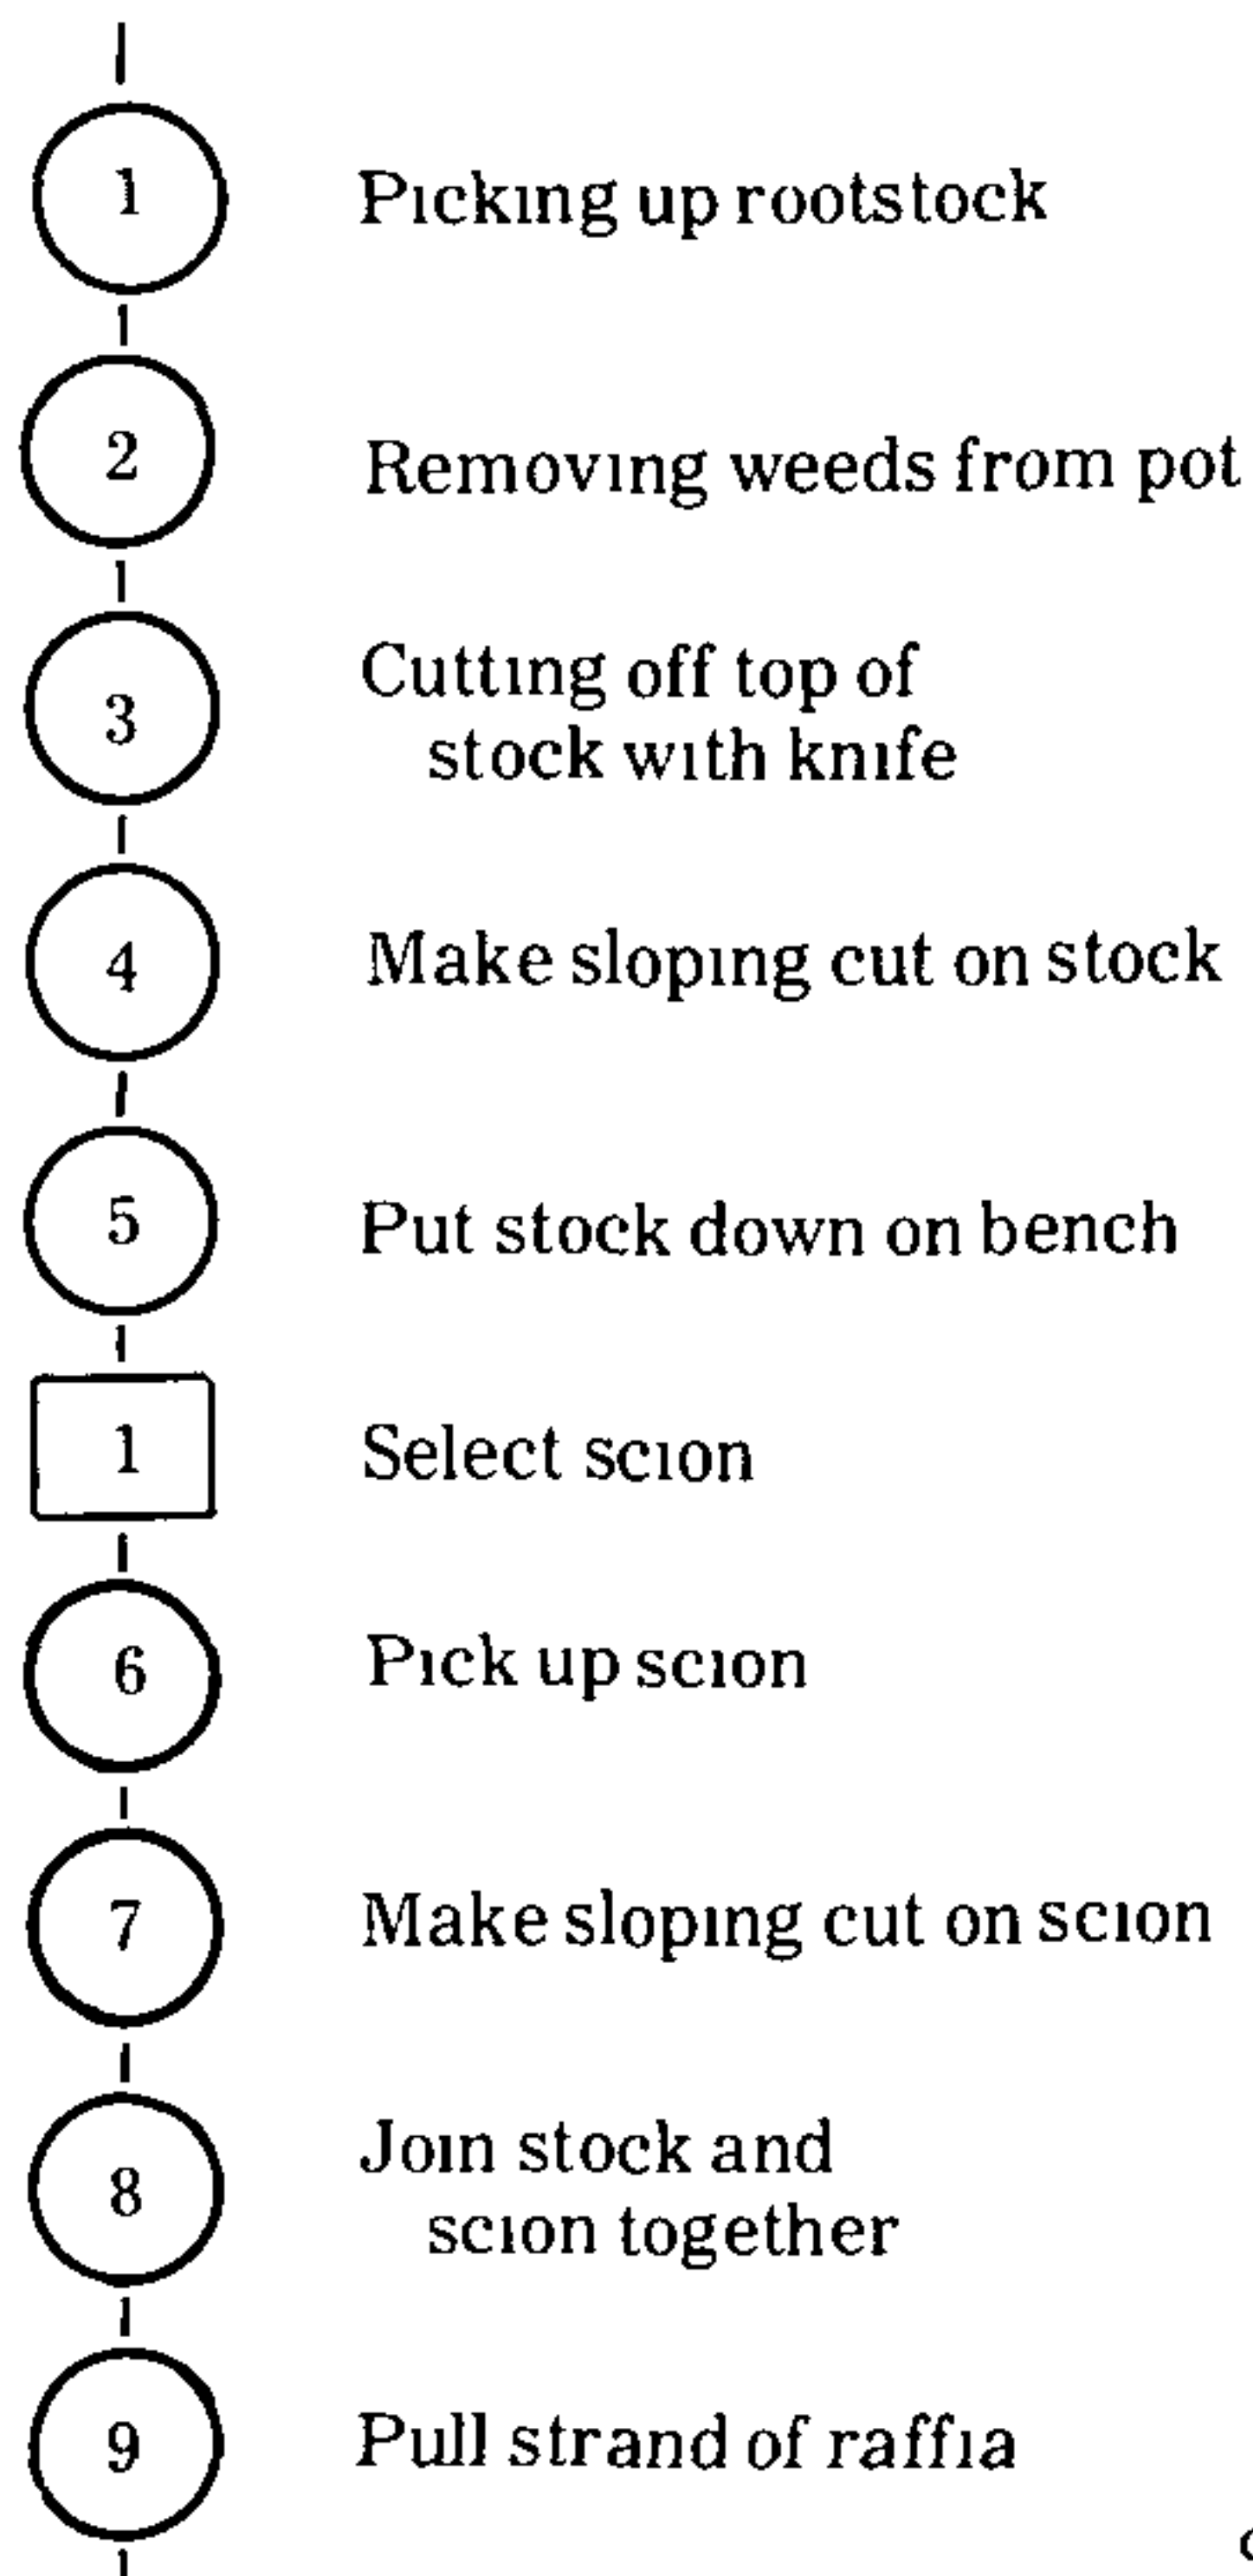 1 Picking up rootstock
2 Removing weeds from pot
3 Cutting off top of
stock with knife
4 Make sloping cut on stock
5 Put stock down on bench
1 Select scion
6 Pick up scion
7 Make sloping cut on scion
8 Join stock and
scion together
9 Pull strand of raffia